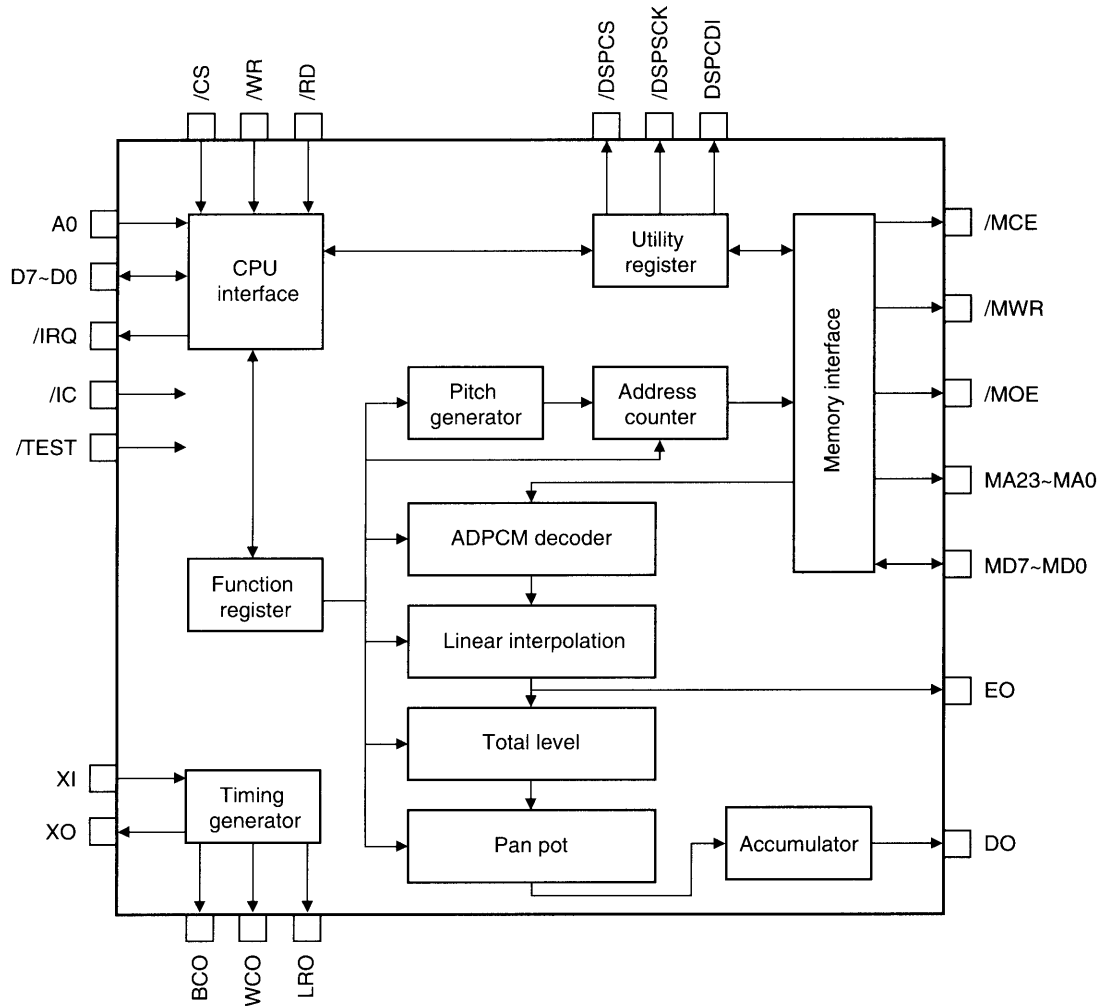 /CS
/WR
/RD
/DSPCS
/DSPSCK
DSPCDI
A0
D7~D0
/IRQ
/IC
/TEST
CPU
interface
Utility
register
Memory interface
/MCE
/MWR
/MOE
MA23~MA0
MD7~MD0
Pitch
generator
Address
counter
ADPCM decoder
Function
register
Linear interpolation
EO
Total level
XI
XO
Timing
generator
Pan pot
Accumulator
DO
BCO
WCO
LRO